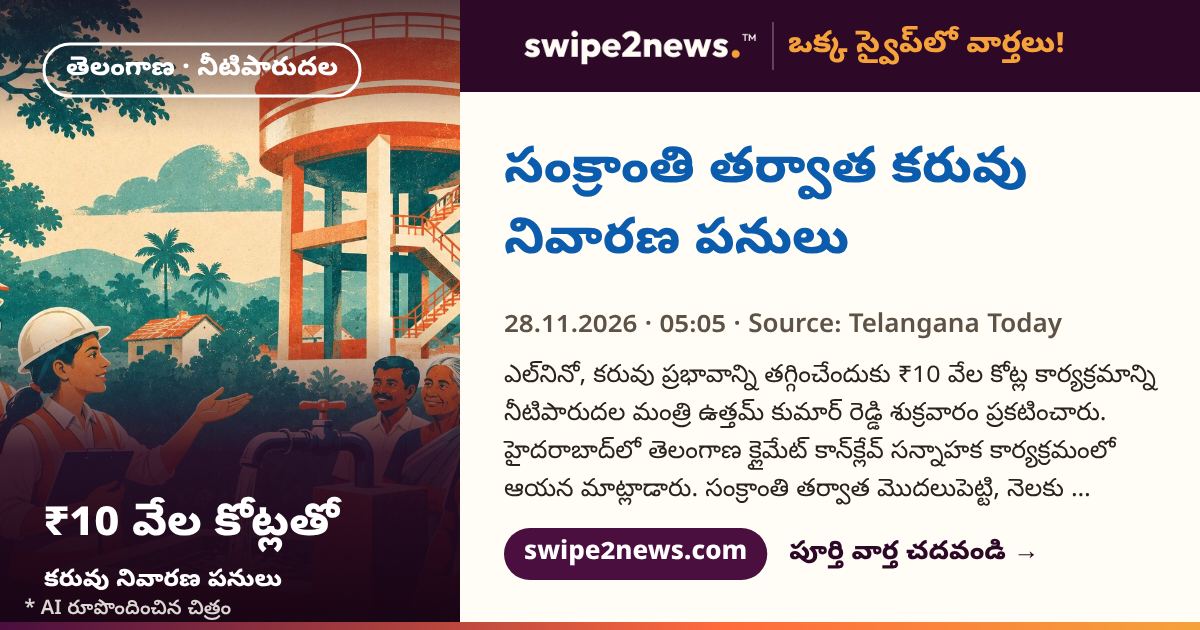 తెలంగాణ · నీటిపారుదల
₹10 వేల కోట్లతో
కరువు నివారణ పనులు
* AI రూపొందించిన చిత్రం
swipe2news.™ ఒక్క స్వైప్‌లో వార్తలు!
సంక్రాంతి తర్వాత కరువు
నివారణ పనులు
28.11.2026 · 05:05 · Source: Telangana Today
ఎల్‌నినో, కరువు ప్రభావాన్ని తగ్గించేందుకు ₹10 వేల కోట్ల కార్యక్రమాన్ని
నీటిపారుదల మంత్రి ఉత్తమ్ కుమార్ రెడ్డి శుక్రవారం ప్రకటించారు.
హైదరాబాద్‌లో తెలంగాణ క్లైమేట్ కాన్‌క్లేవ్ సన్నాహక కార్యక్రమంలో
ఆయన మాట్లాడారు. సంక్రాంతి తర్వాత మొదలుపెట్టి, నెలకు ...
swipe2news.com పూర్తి వార్త చదవండి →